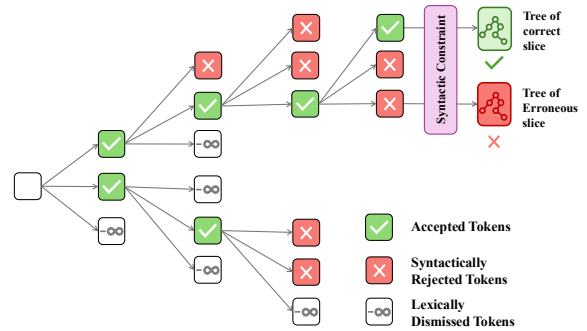 Tree of
correct
slice
Syntactic Constraint
Tree of
Erroneous
slice
-∞
-∞
-∞
-∞
-∞
Accepted Tokens
Syntactically
Rejected Tokens
-∞
Lexically
Dismissed Tokens